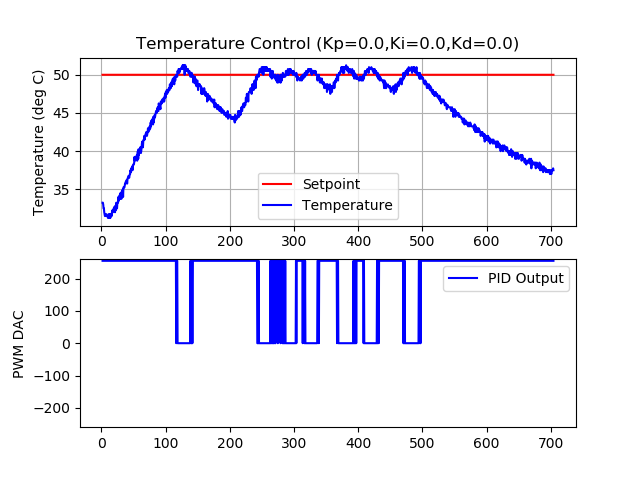 Temperature Control (Kp=0.0,Ki=0.0,Kd=0.0)
Temperature (deg C)
50
45
40
35
Setpoint
Temperature
0 100 200 300 400 500 600 700
PWM DAC
200
100
0
−100
−200
PID Output
0 100 200 300 400 500 600 700